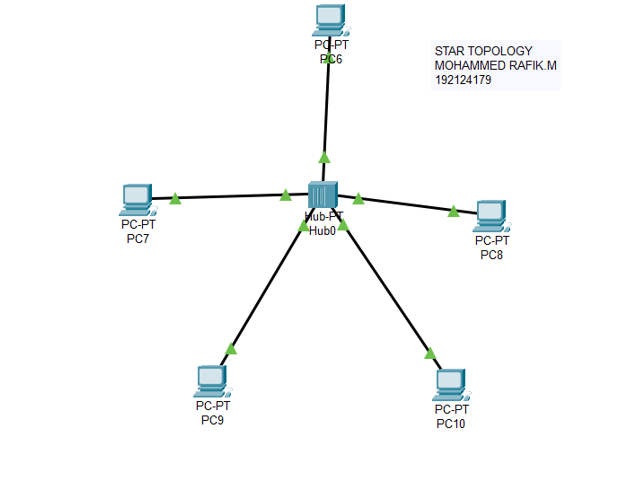 PC-PT
PC6
STAR TOPOLOGY
MOHAMMED RAFIK.M
192124179
PC-PT
PC7
Hub-PT
Hub0
PC-PT
PC8
PC-PT
PC9
PC-PT
PC10